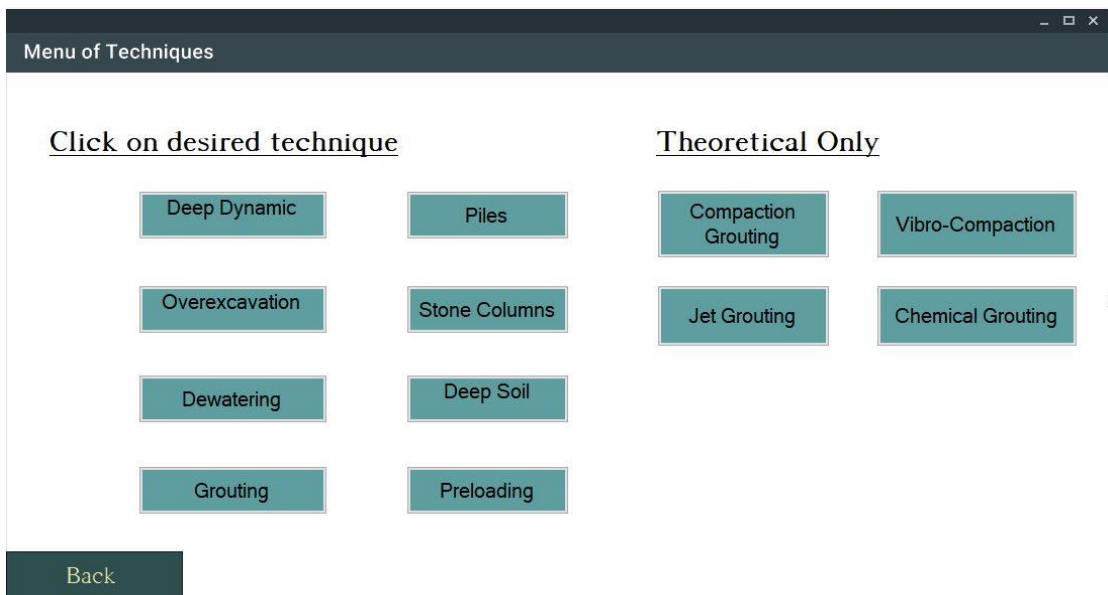 Menu of Techniques
Click on desired technique
Theoretical Only
Deep Dynamic
Piles
Compaction
Grouting
Vibro-Compaction
Overexcavation
Stone Columns
Jet Grouting
Chemical Grouting
Dewatering
Deep Soil
Grouting
Preloading
Back